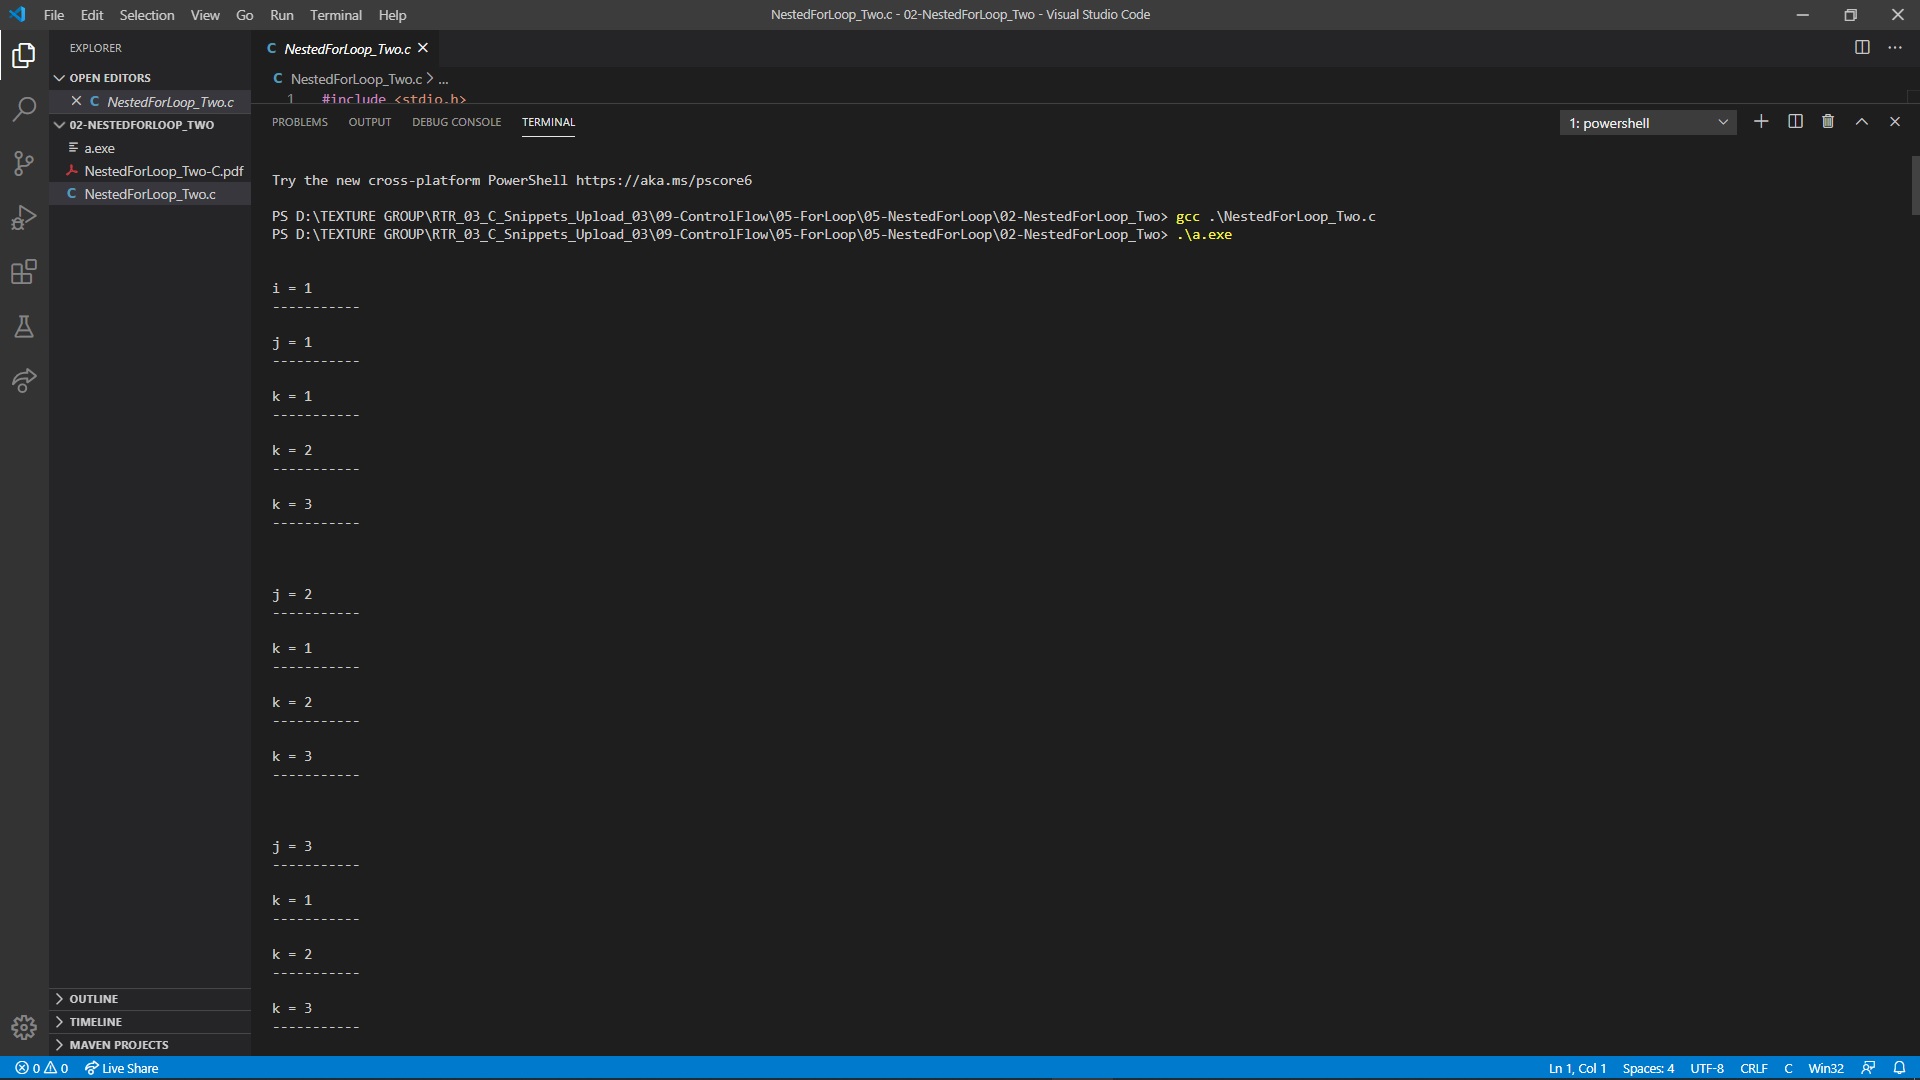 File Edit Selection View Go Run Terminal Help
NestedForLoop_Two.c - 02-NestedForLoop_Two - Visual Studio Code
EXPLORER
OPEN EDITORS
NestedForLoop_Two.c
02-NESTEDFORLOOP_TWO
a.exe
NestedForLoop_Two-C.pdf
C NestedForLoop_Two.c
OUTLINE
TIMELINE
MAVEN PROJECTS
C NestedForLoop_Two.c
C NestedForLoop_Two.c > ...
1 #include <stdio.h>
PROBLEMS OUTPUT DEBUG CONSOLE TERMINAL
1: powershell
Try the new cross-platform PowerShell https://aka.ms/pscore6
PS D:\TEXTURE GROUP\RTR_03_C_Snippets_Upload_03\09-ControlFlow\05-ForLoop\05-NestedForLoop\02-NestedForLoop_Two> gcc .\NestedForLoop_Two.c
PS D:\TEXTURE GROUP\RTR_03_C_Snippets_Upload_03\09-ControlFlow\05-ForLoop\05-NestedForLoop\02-NestedForLoop_Two> .\a.exe
i = 1
-----------
j = 1
-----------
k = 1
-----------
k = 2
-----------
k = 3
-----------
j = 2
-----------
k = 1
-----------
k = 2
-----------
k = 3
-----------
j = 3
-----------
k = 1
-----------
k = 2
-----------
k = 3
-----------
0 0 Live Share
Ln 1, Col 1 Spaces: 4 UTF-8 CRLF C Win32